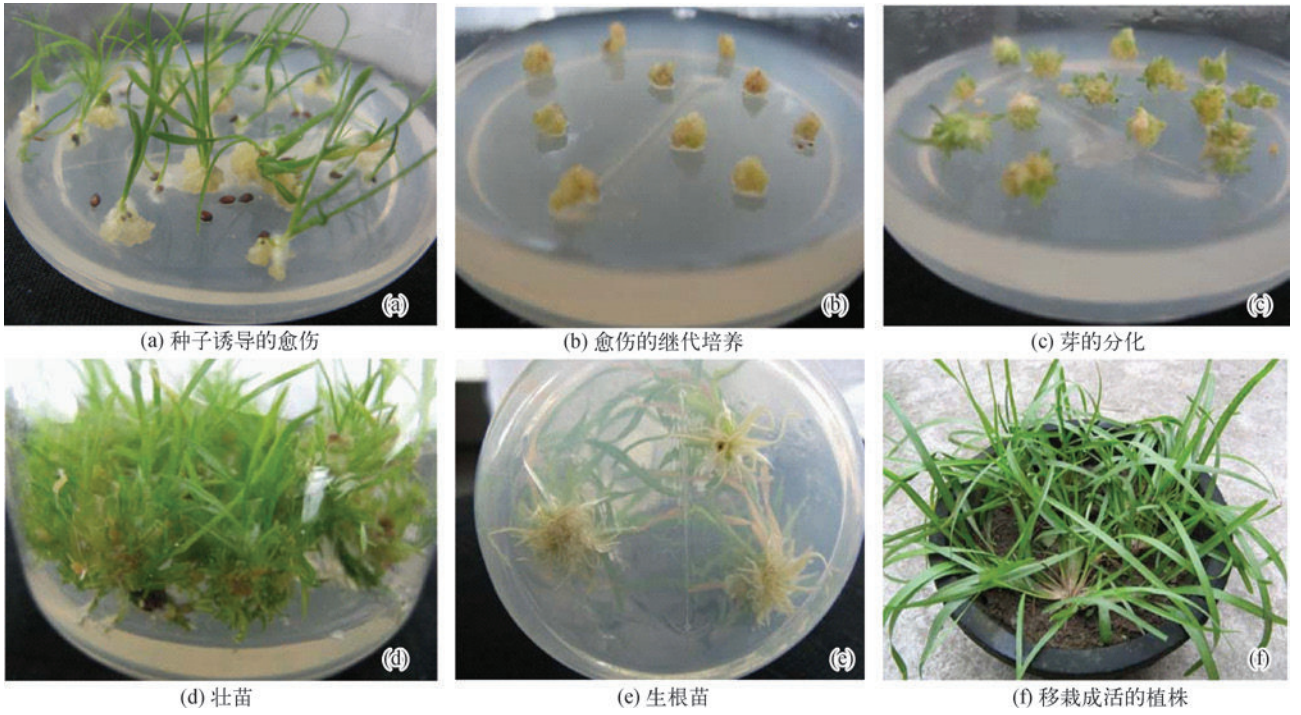 (a)
(b)
(c)
(a) 种子诱导的愈伤
(b) 愈伤的继代培养
(c) 芽的分化
(d)
(e)
(f)
(d) 壮苗
(e) 生根苗
(f) 移栽成活的植株